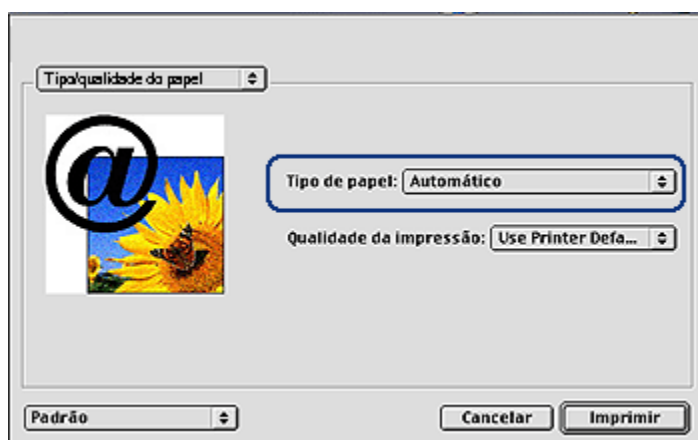 Tipo/qualidade do papel
@
Tipo de papel: Automático
Qualidade da impressão: Use Printer Defa...
Padrão
Cancelar Imprimir